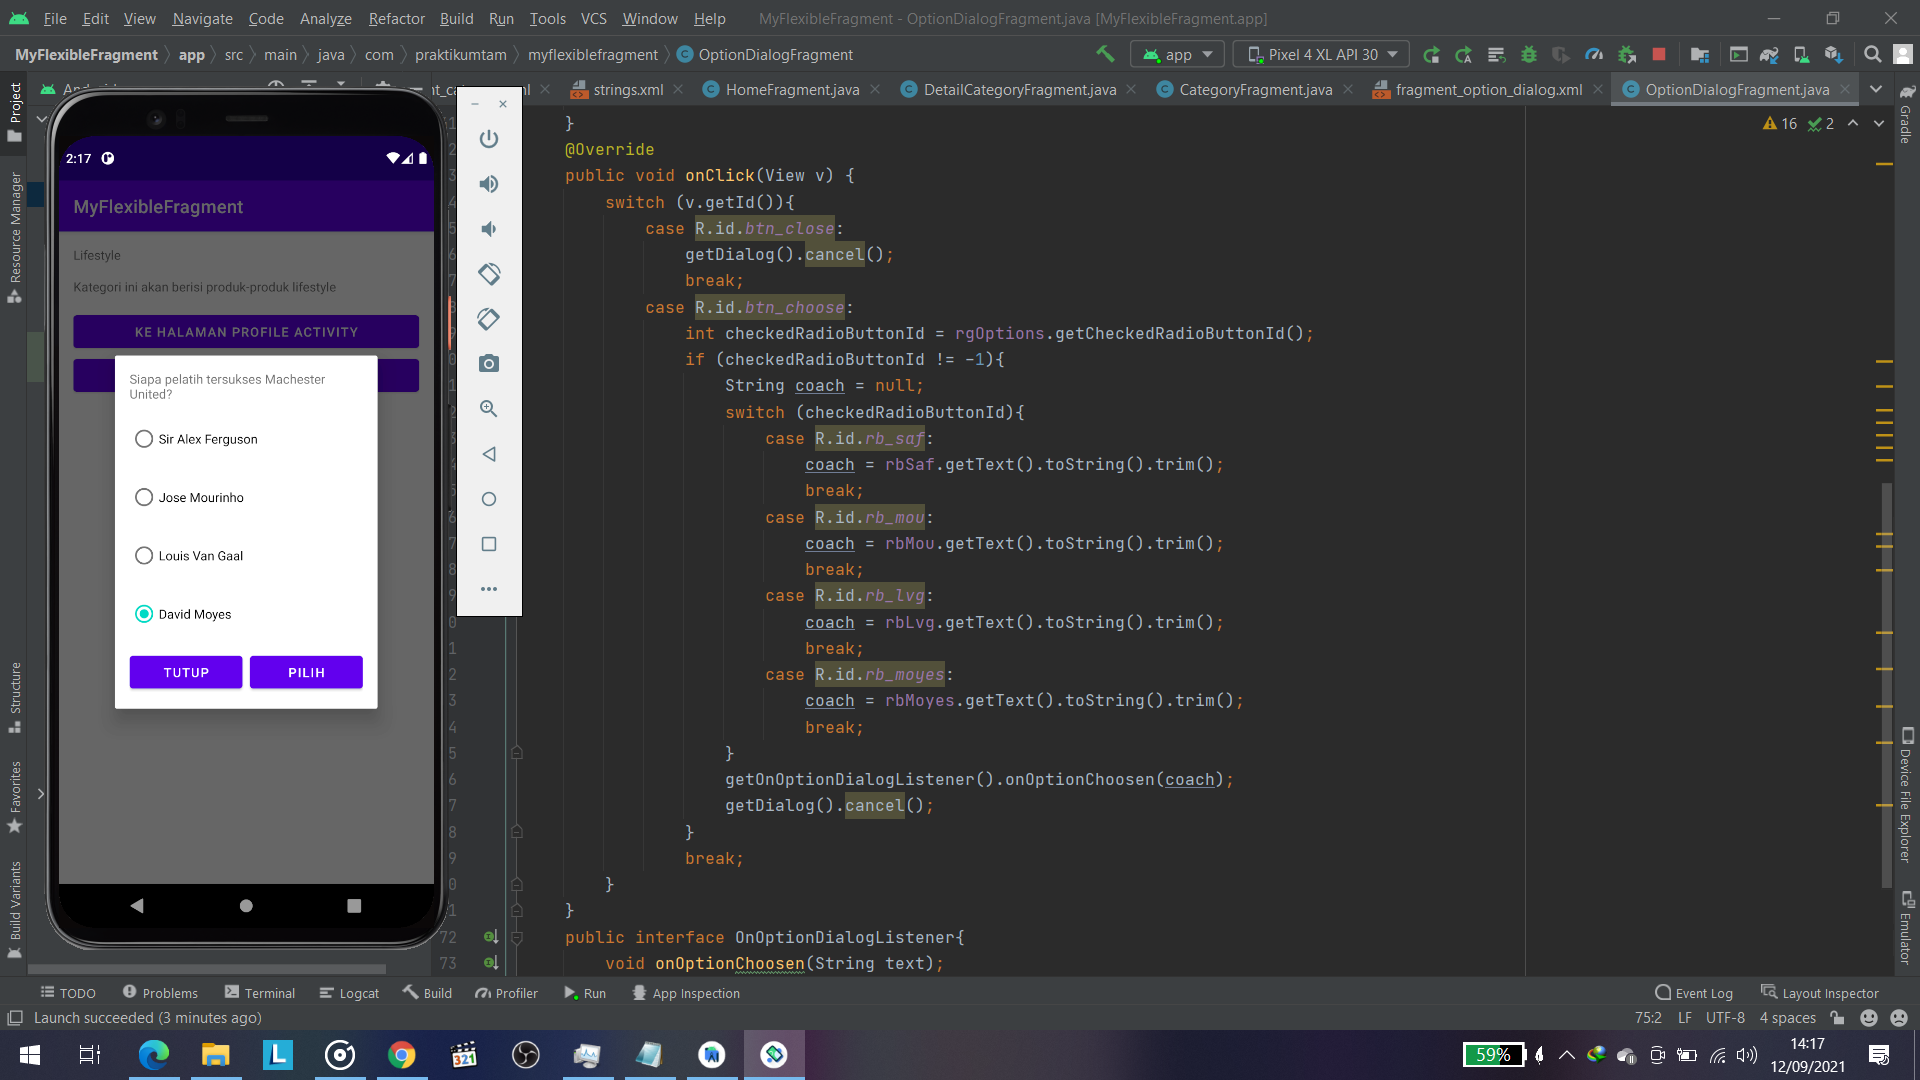 File Edit View Navigate Code Analyze Refactor Build Run Tools VCS Window Help MyFlexibleFragment - OptionDialogFragment.java [MyFlexibleFragment.app]
MyFlexibleFragment app src main java com praktikumtam myflexiblefragment OptionDialogFragment app Pixel 4 XL API 30
strings.xml HomeFragment.java DetailCategoryFragment.java CategoryFragment.java fragment_option_dialog.xml OptionDialogFragment.java
Project
Resource Manager
Structure
Favorites
Build Variants
Gradle
Device File Explorer
Emulator
16 2
2:17
MyFlexibleFragment
Lifestyle
Kategori ini akan berisi produk-produk lifestyle
KE HALAMAN PROFILE ACTIVITY
Siapa pelatih tersukses Machester
United?
Sir Alex Ferguson
Jose Mourinho
Louis Van Gaal
David Moyes
TUTUP PILIH
}
@Override
public void onClick(View v) {
switch (v.getId()){
case R.id.btn_close:
getDialog().cancel();
break;
case R.id.btn_choose:
int checkedRadioButtonId = rgOptions.getCheckedRadioButtonId();
if (checkedRadioButtonId != -1){
String coach = null;
switch (checkedRadioButtonId){
case R.id.rb_saf:
coach = rbSaf.getText().toString().trim();
break;
case R.id.rb_mou:
coach = rbMou.getText().toString().trim();
break;
case R.id.rb_lvg:
coach = rbLvg.getText().toString().trim();
break;
case R.id.rb_moyes:
coach = rbMoyes.getText().toString().trim();
break;
}
getOnOptionDialogListener().onOptionChoosen(coach);
getDialog().cancel();
}
break;
}
}
72 public interface OnOptionDialogListener{
73 void onOptionChoosen(String text);
TODO Problems Terminal Logcat Build Profiler Run App Inspection Event Log Layout Inspector
Launch succeeded (3 minutes ago) 75:2 LF UTF-8 4 spaces
L 321 59% 14:17
12/09/2021